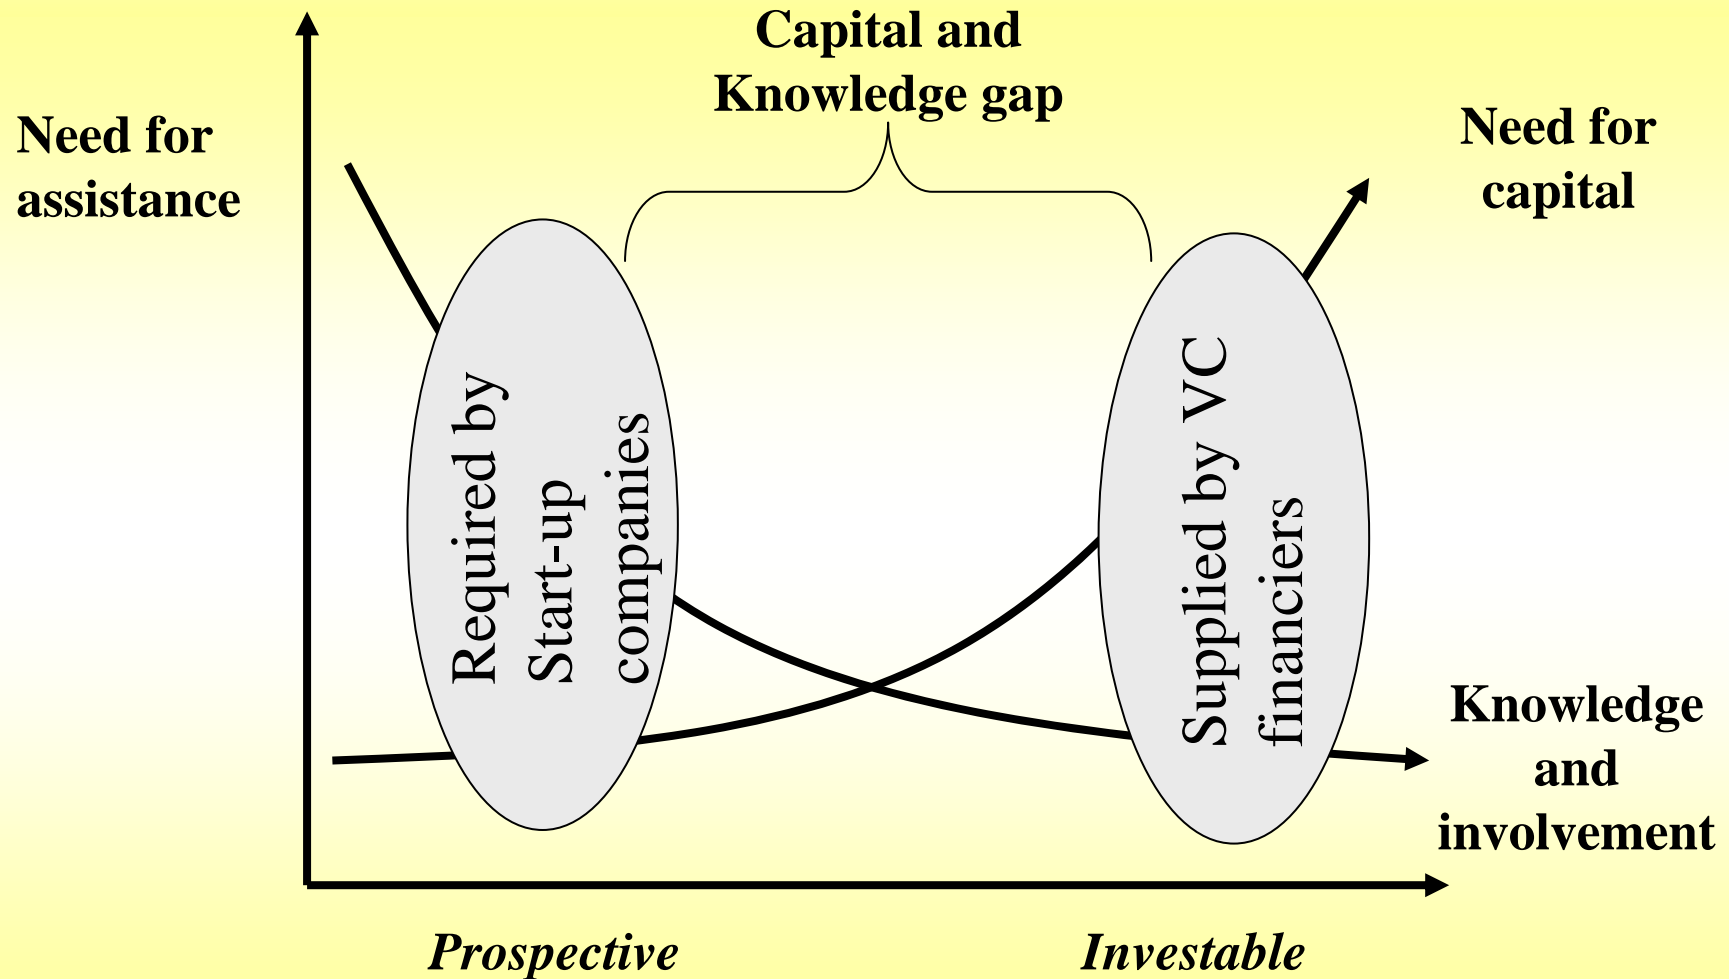 Capital and
Knowledge gap
Need for
assistance
Need for
capital
Required by
Start-up
companies
Supplied by VC
financiers
Knowledge
and
involvement
Prospective
Investable